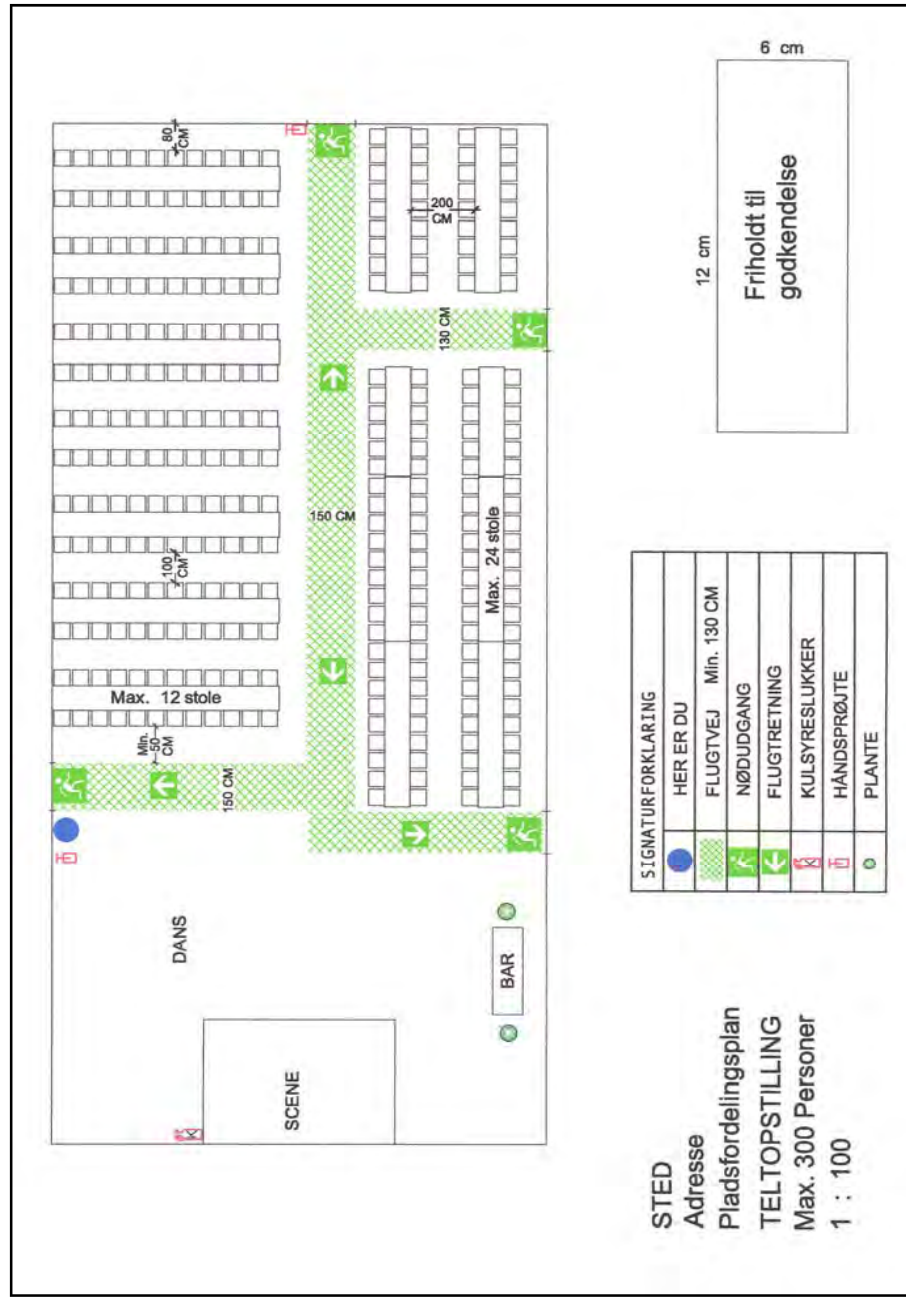 80
CM
200
CM
130 CM
150 CM
100
CM
Max. 24 stole
Max. 12 stole
Min.
50
CM
150 CM
DANS
BAR
SCENE
6 cm
12 cm
Friholdt til
godkendelse
SIGNATURFORKLARING
HER ER DU
FLUGTVEJ Min. 130 CM
NØDUDGANG
FLUGTRETNING
K
KULSYRESLUKKER
HÅNDSPRØJTE
PLANTE
K
STED
Adresse
Pladsfordelingsplan
TELTOPSTILLING
Max. 300 Personer
1 : 100